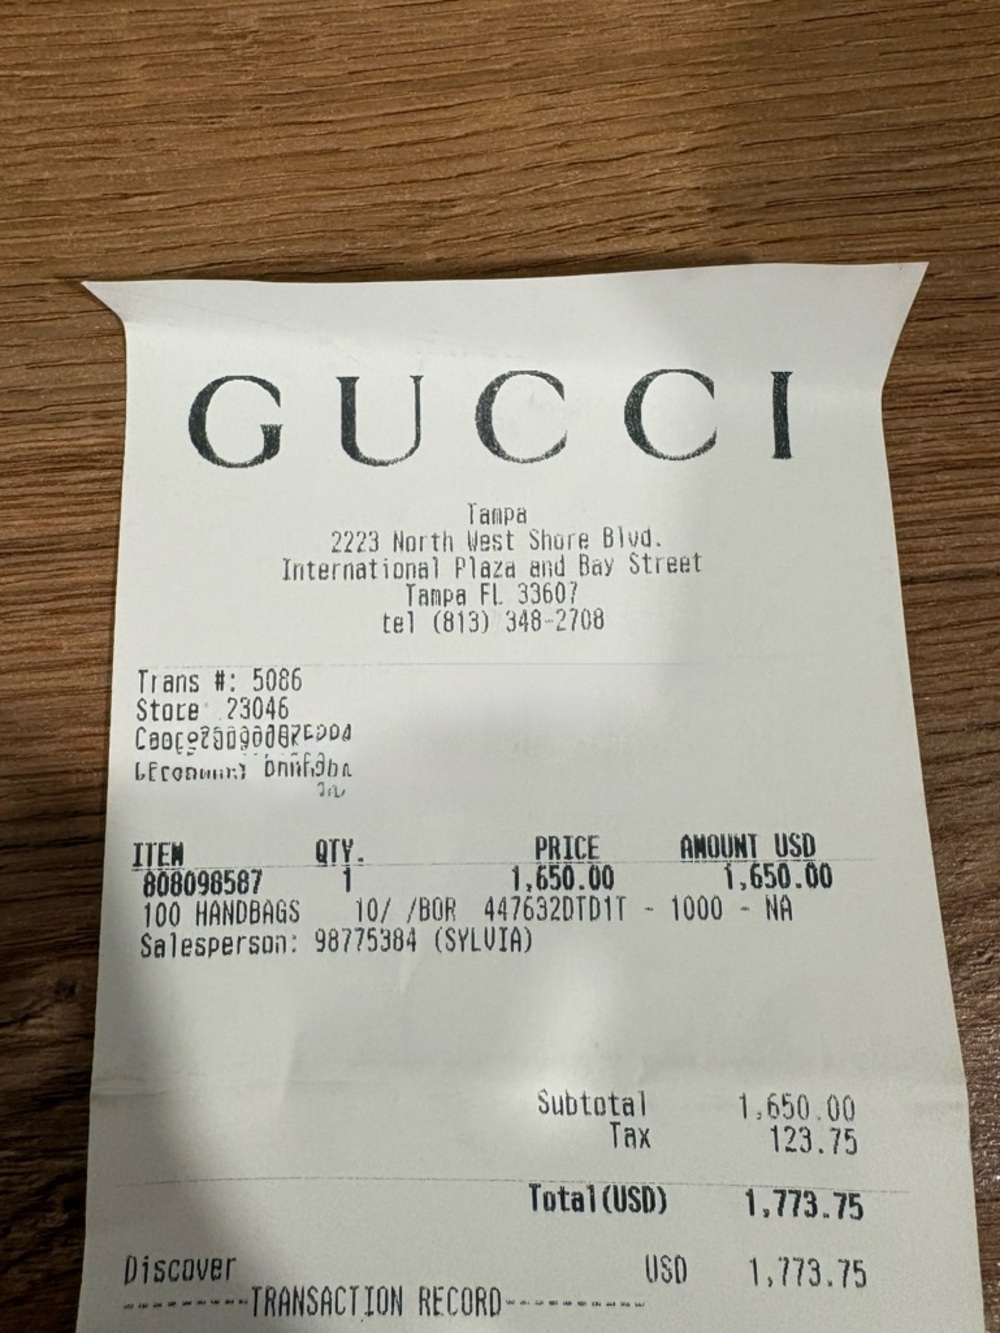 GUCCI
Tampa
2223 North West Shore Blvd.
International Plaza and Bay Street
Tampa FL 33607
tel (813) 348-2708
Trans #: 5086
Store 23046
ITEM QTY. PRICE AMOUNT USD
808098587 1 1,650.00 1,650.00
100 HANDBAGS 10/ /BOR 447632DTD1T - 1000 - NA
Salesperson: 98775384 (SYLVIA)
Subtotal 1,650.00
Tax 123.75
Total(USD) 1,773.75
Discover USD 1,773.75
---------TRANSACTION RECORD----------